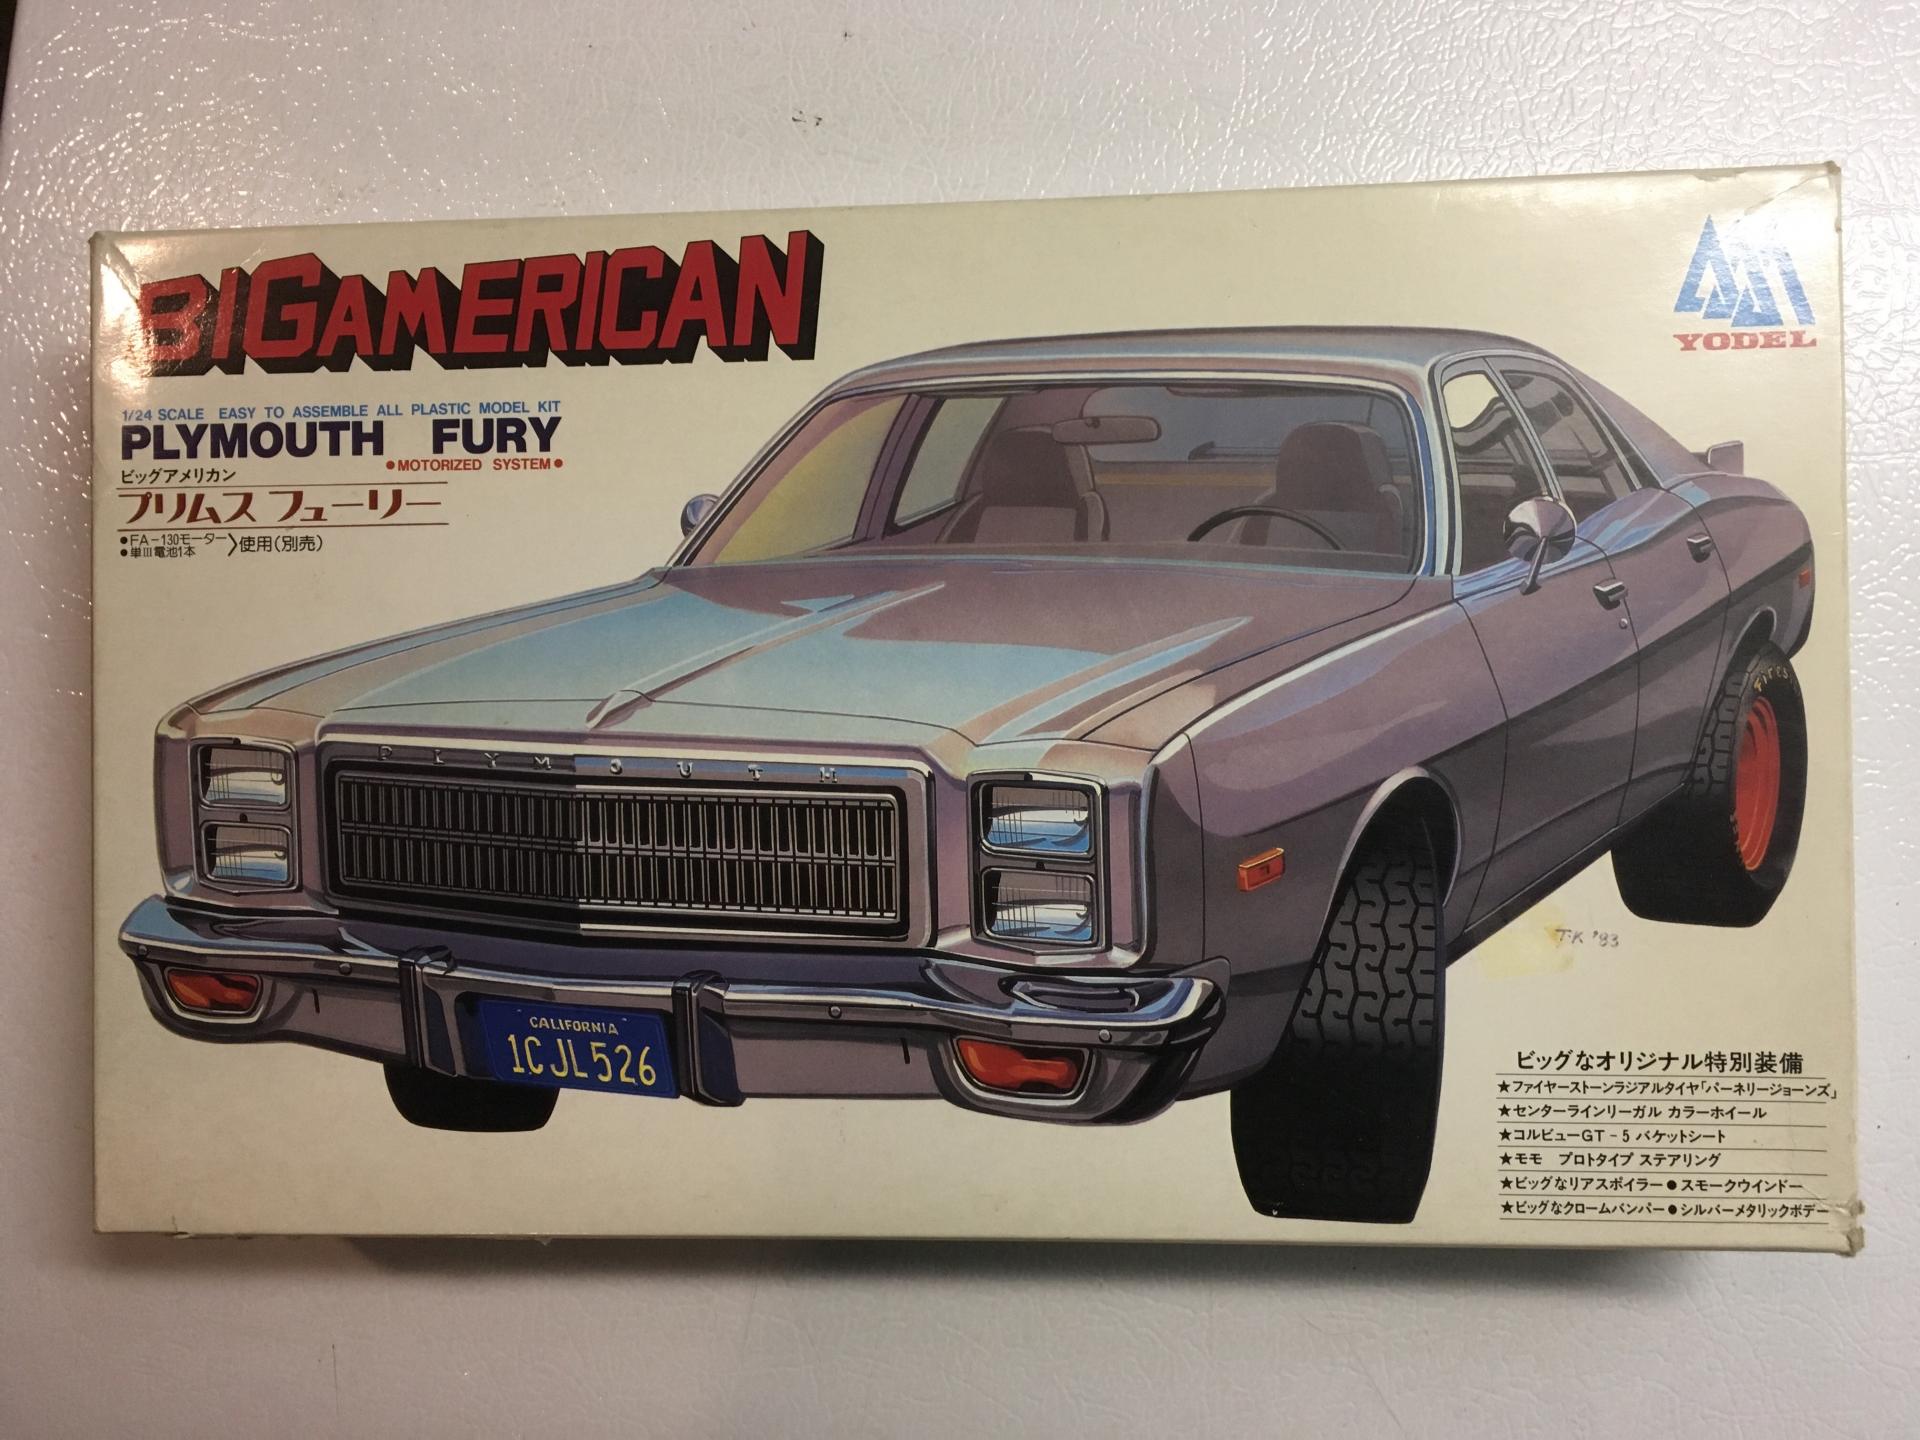 BIGAMERICAN
YODEL
1/24 SCALE EASY TO ASSEMBLE ALL PLASTIC MODEL KIT
PLYMOUTH FURY
●MOTORIZED SYSTEM●
ビッグアメリカン
プリムス フューリー
●FA-130モーター
●単III電池1本
〉使用(別売)
PLYMOUTH
CALIFORNIA
1CJL526
T.K '83
ビッグなオリジナル特別装備
★ファイヤーストーンラジアルタイヤ「パーネリージョーンズ」
★センターラインリーガル カラーホイール
★コルビューGT-5 バケットシート
★モモ プロトタイプ ステアリング
★ビッグなリアスポイラー●スモークウインドー
★ビッグなクロームバンパー●シルバーメタリックボデー